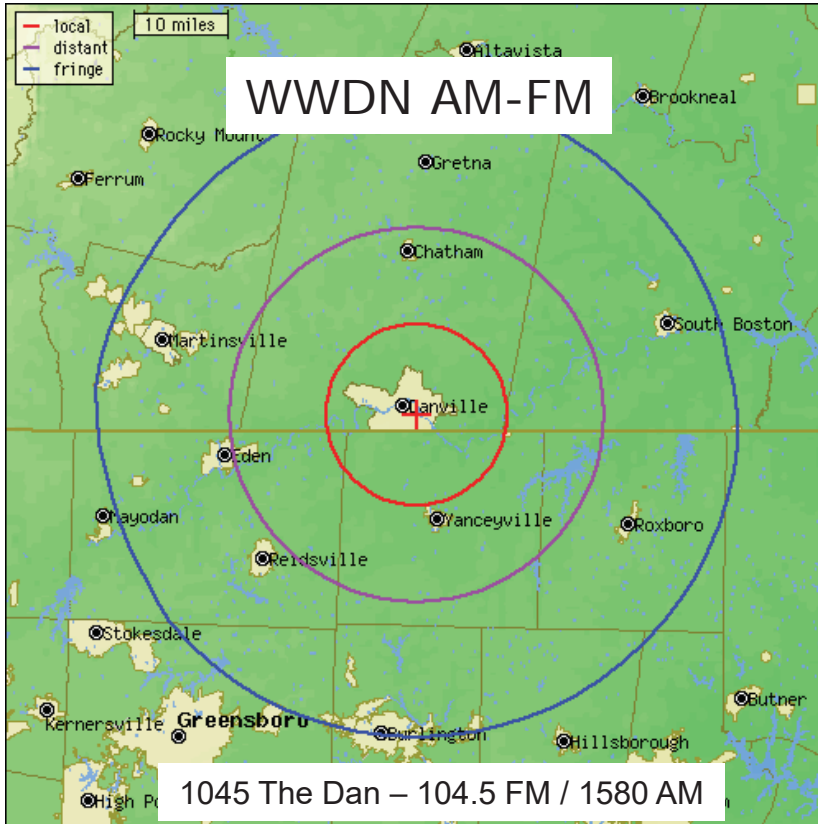 local
distant
fringe
10 miles
Altavista
WWDN AM-FM
Brookneal
Rocky Mount
Gretna
Ferrum
Chatham
South Boston
Martinsville
Danville
Eden
Mayodan
Yanceyville
Roxboro
Reidsville
Stokesdale
Butner
Kernersville
Greensboro
Burlington
Hillsborough
1045 The Dan – 104.5 FM / 1580 AM
High Po